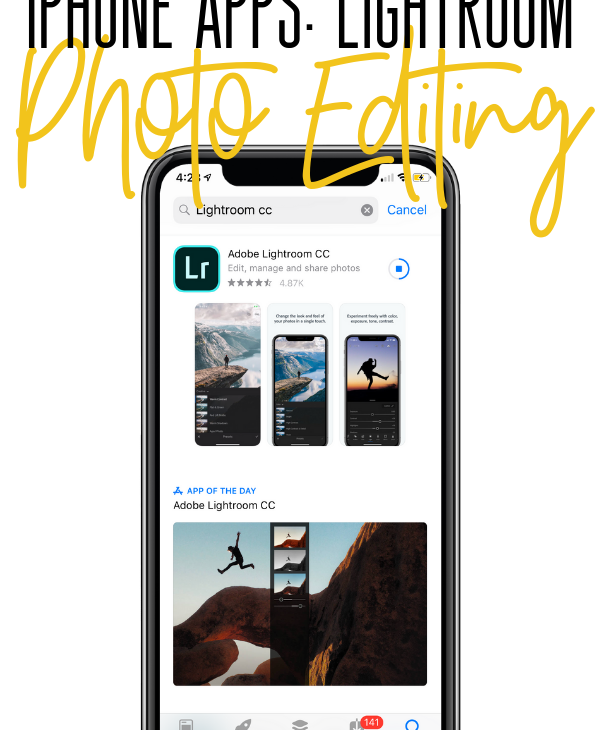 IPHONE APPS: LIGHTROOM
Photo Editing
4:23
Lightroom cc
Cancel
Lr
Adobe Lightroom CC
Edit, manage and share photos
4.87K
Change the look and feel of
your photos in a single touch.
Experiment freely with color,
exposure, tone, contrast.
APP OF THE DAY
Adobe Lightroom CC
141